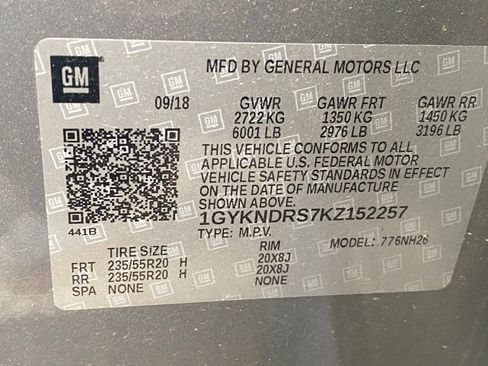 GM
MFD BY GENERAL MOTORS LLC
09/18 GVWR GAWR FRT GAWR RR
2722KG 1350 KG 1450 KG
6001 LB 2976 LB 3196 LB
THIS VEHICLE CONFORMS TO ALL
APPLICABLE U.S. FEDERAL MOTOR
VEHICLE SAFETY STANDARDS IN EFFECT
ON THE DATE OF MANUFACTURE
SHOWN ABOVE.
1GYKNDRS7KZ152257
441B TYPE: M.P.V. MODEL: 776NH26
TIRE SIZE RIM
FRT 235/55R20 H 20X8J
RR 235/55R20 H 20X8J
SPA NONE NONE